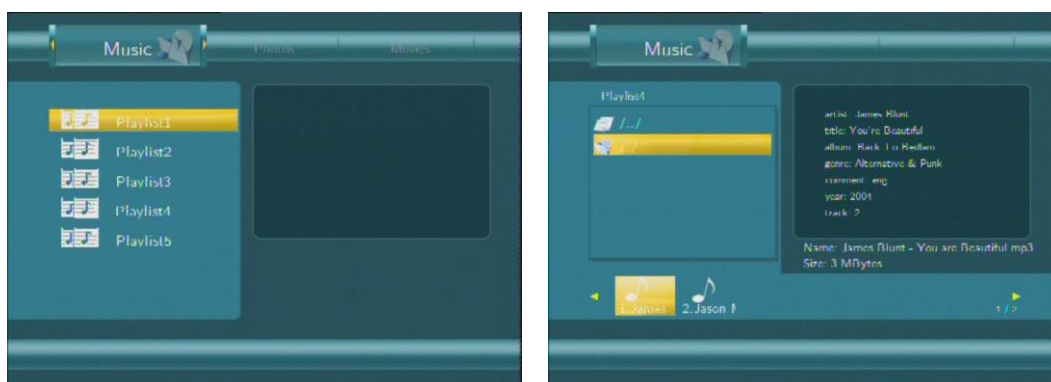 Music
Photos
Movies
Playlist1
Playlist2
Playlist3
Playlist4
Playlist5
Music
Playlist4
/../
artist: James Blunt
title: You're Beautiful
album: Back To Bedlam
genre: Alternative & Punk
comment: eng
year: 2004
track: 2
Name: James Blunt - You are Beautiful mp3
Size: 3 MBytes
1.James
2.Jason M
1/2